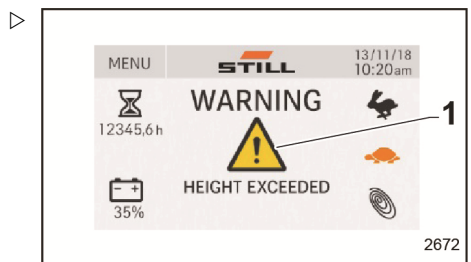 MENU
STILL
13/11/18
10:20am
WARNING
12345,6 h
1
HEIGHT EXCEEDED
35%
2672